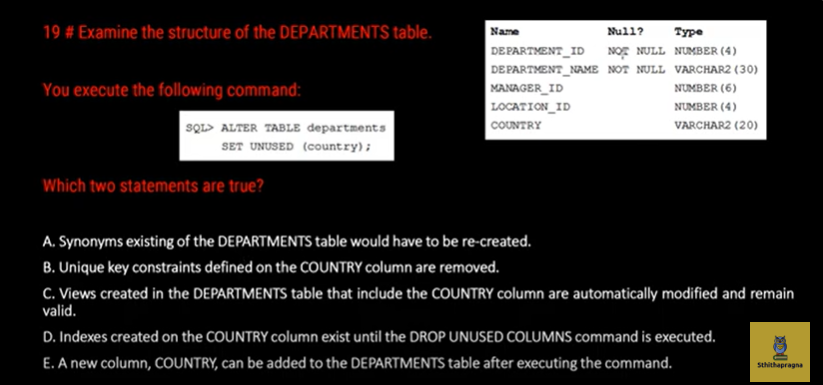 19 # Examine the structure of the DEPARTMENTS table.
Name Null? Type
DEPARTMENT_ID NOT NULL NUMBER(4)
DEPARTMENT_NAME NOT NULL VARCHAR2(30)
MANAGER_ID NUMBER(6)
LOCATION_ID NUMBER(4)
COUNTRY VARCHAR2(20)
You execute the following command:
SQL> ALTER TABLE departments
SET UNUSED (country);
Which two statements are true?
A. Synonyms existing of the DEPARTMENTS table would have to be re-created.
B. Unique key constraints defined on the COUNTRY column are removed.
C. Views created in the DEPARTMENTS table that include the COUNTRY column are automatically modified and remain
valid.
D. Indexes created on the COUNTRY column exist until the DROP UNUSED COLUMNS command is executed.
E. A new column, COUNTRY, can be added to the DEPARTMENTS table after executing the command.
Sthithapragna